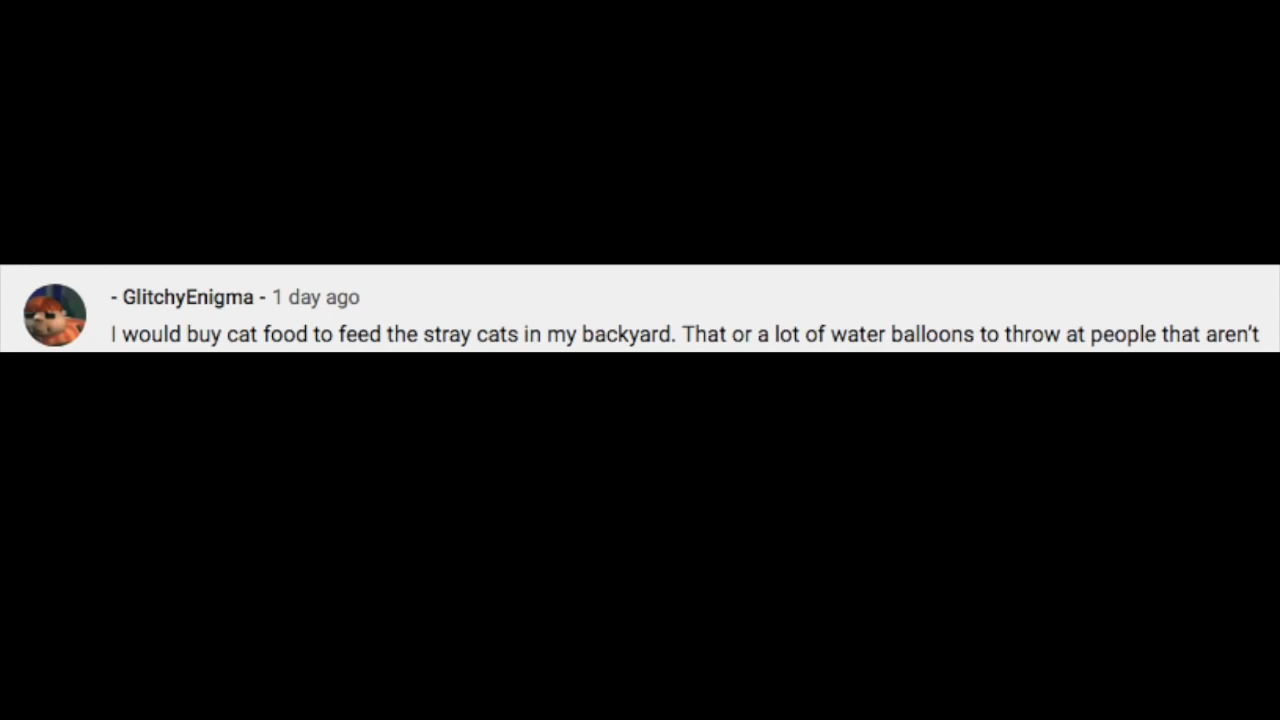 - GlitchyEnigma - 1 day ago
I would buy cat food to feed the stray cats in my backyard. That or a lot of water balloons to throw at people that aren’t